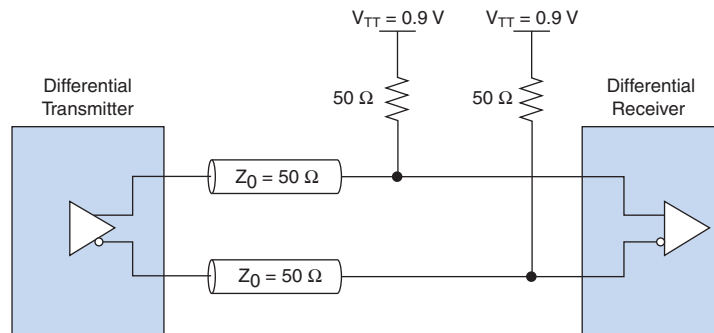 V_TT = 0.9 V V_TT = 0.9 V
Differential
Transmitter
50 Ω 50 Ω
Differential
Receiver
Z_0 = 50 Ω
Z_0 = 50 Ω